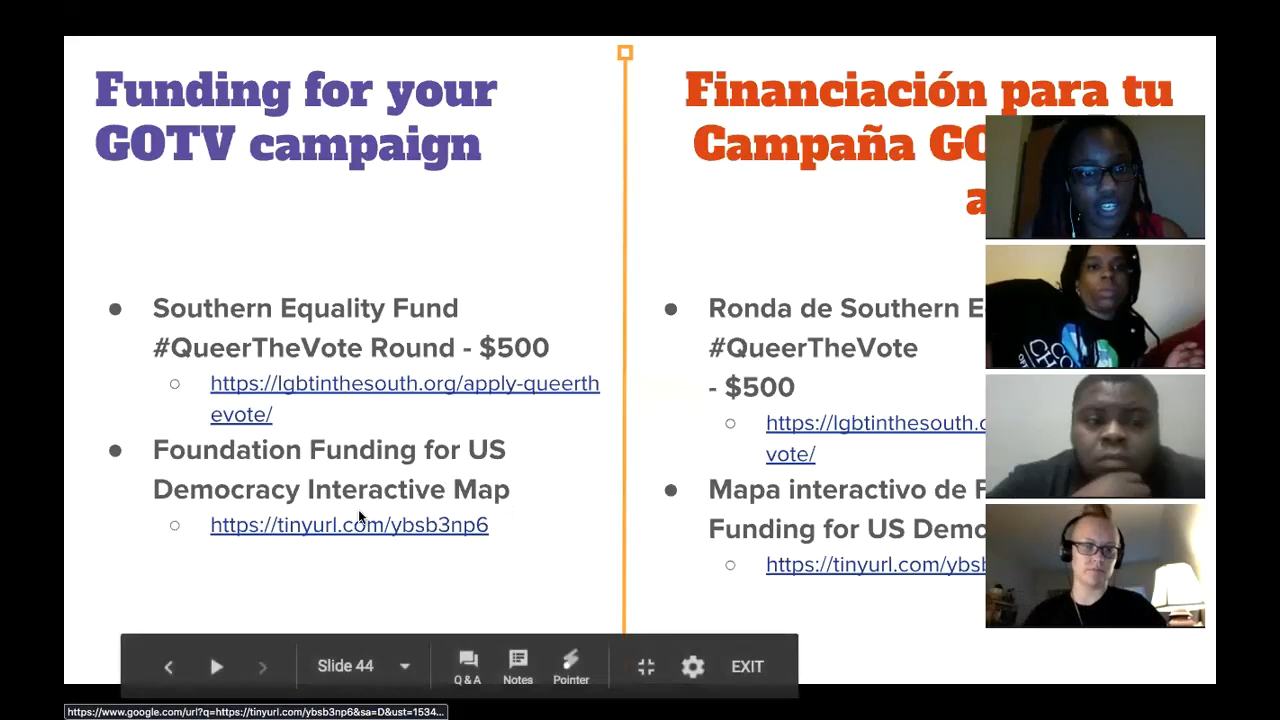 Funding for your
GOTV campaign
Southern Equality Fund
#QueerTheVote Round - $500
https://lgbtinthesouth.org/apply-queerth
evote/
Foundation Funding for US
Democracy Interactive Map
https://tinyurl.com/ybsb3np6
Financiación para tu
Campaña GO
a
Ronda de Southern E
#QueerTheVote
- $500
https://lgbtinthesouth.o
vote/
Mapa interactivo de F
Funding for US Demo
https://tinyurl.com/ybsb
Slide 44
Q & A
Notes
Pointer
EXIT
https://www.google.com/url?q=https://tinyurl.com/ybsb3np6&sa=D&ust=1534...